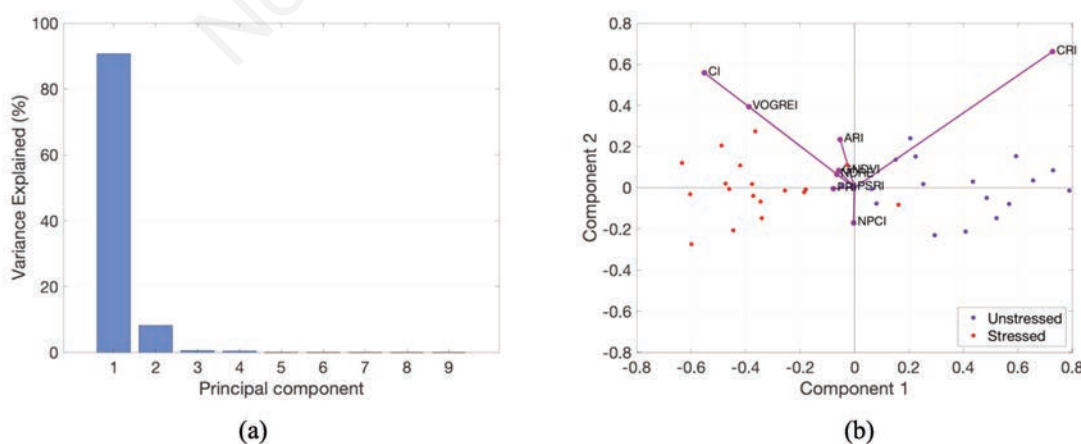 100
80
60
40
20
0
Variance Explained (%)
1 2 3 4 5 6 7 8 9
Principal component
(a)
0.8
0.6
0.4
0.2
0
-0.2
-0.4
-0.6
-0.8
Component 2
CI
CRI
VOGREI
ARI
GNDVI
PSRI
NPCI
Unstressed
Stressed
-0.8 -0.6 -0.4 -0.2 0 0.2 0.4 0.6 0.8
Component 1
(b)